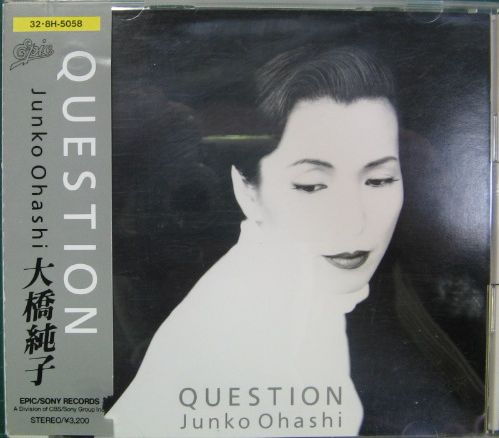 32・8H-5058
Epic
QUESTION
Junko Ohashi
大橋純子
EPIC/SONY RECORDS
A Division of CBS/Sony Group Inc.
STEREO/¥3,200
QUESTION
Junko Ohashi